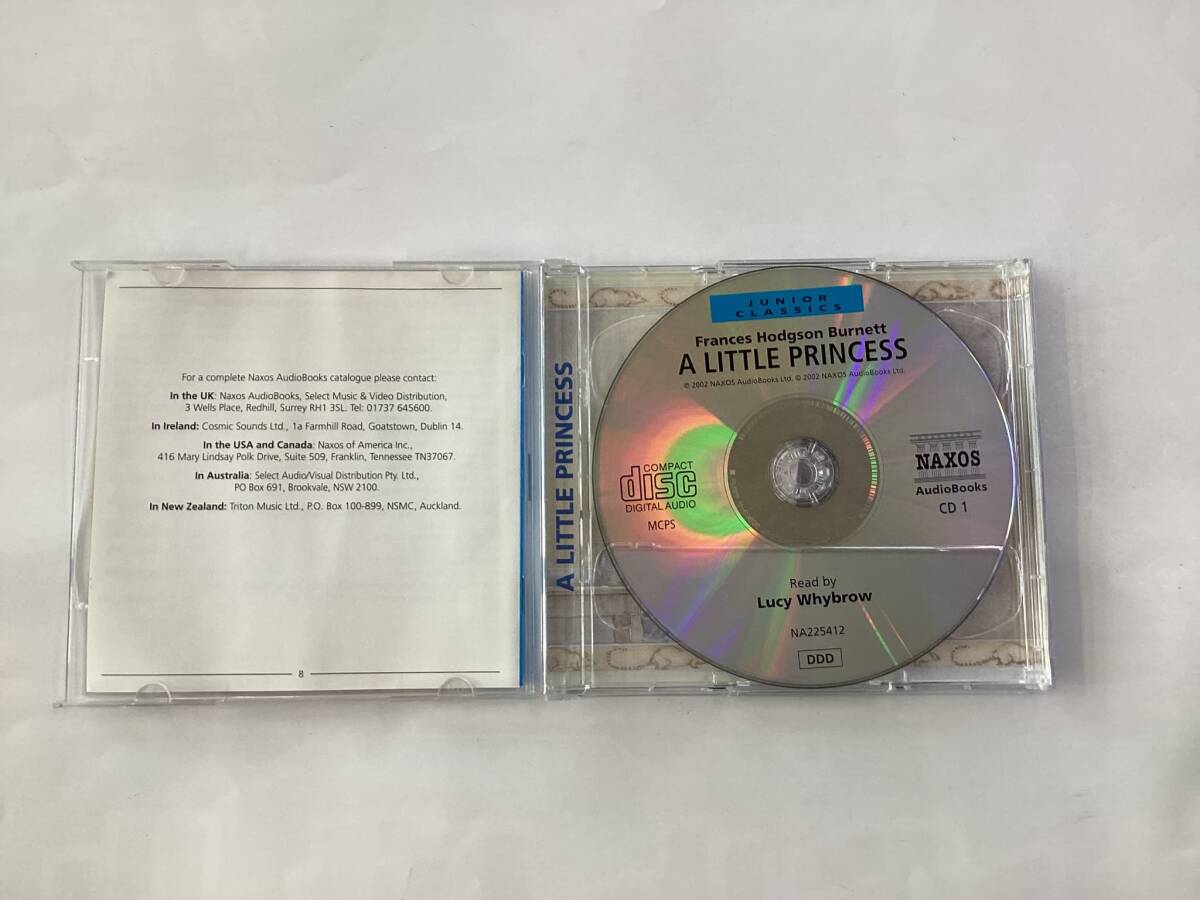 For a complete Naxos AudioBooks catalogue please contact:
In the UK: Naxos AudioBooks, Select Music & Video Distribution,
3 Wells Place, Redhill, Surrey RH1 3SL. Tel: 01737 645600.
In Ireland: Cosmic Sounds Ltd., 1a Farmhill Road, Goatstown, Dublin 14.
In the USA and Canada: Naxos of America Inc.,
416 Mary Lindsay Polk Drive, Suite 509, Franklin, Tennessee TN37067.
In Australia: Select Audio/Visual Distribution Pty. Ltd.,
PO Box 691, Brookvale, NSW 2100.
In New Zealand: Triton Music Ltd., P.O. Box 100-899, NSMC, Auckland.
8
A LITTLE PRINCESS
JUNIOR
CLASSICS
Frances Hodgson Burnett
A LITTLE PRINCESS
℗ 2002 NAXOS AudioBooks Ltd. © 2002 NAXOS AudioBooks Ltd.
COMPACT
disc
DIGITAL AUDIO
MCPS
NAXOS
AudioBooks
CD 1
Read by
Lucy Whybrow
NA225412
DDD